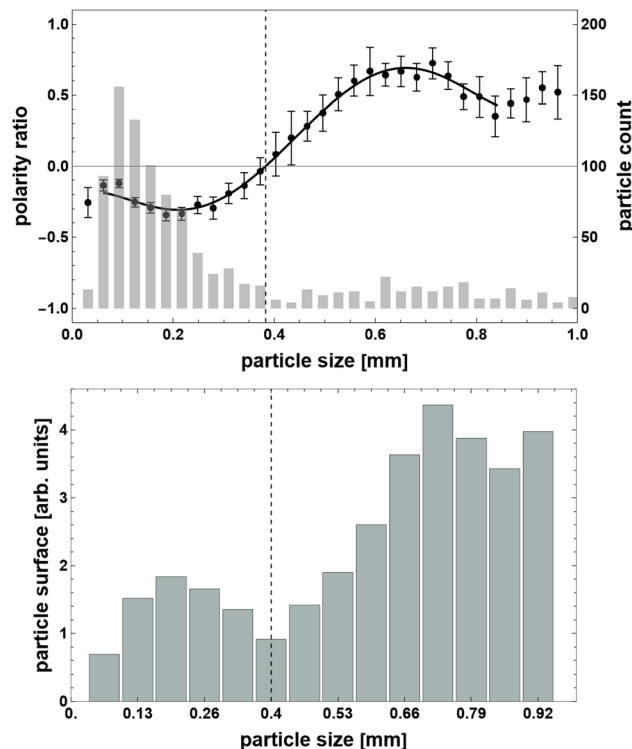 1.0
0.5
0.0
−0.5
−1.0
polarity ratio
200
150
100
50
0
particle count
0.0 0.2 0.4 0.6 0.8 1.0
particle size [mm]
4
3
2
1
0
particle surface [arb. units]
0. 0.13 0.26 0.4 0.53 0.66 0.79 0.92
particle size [mm]